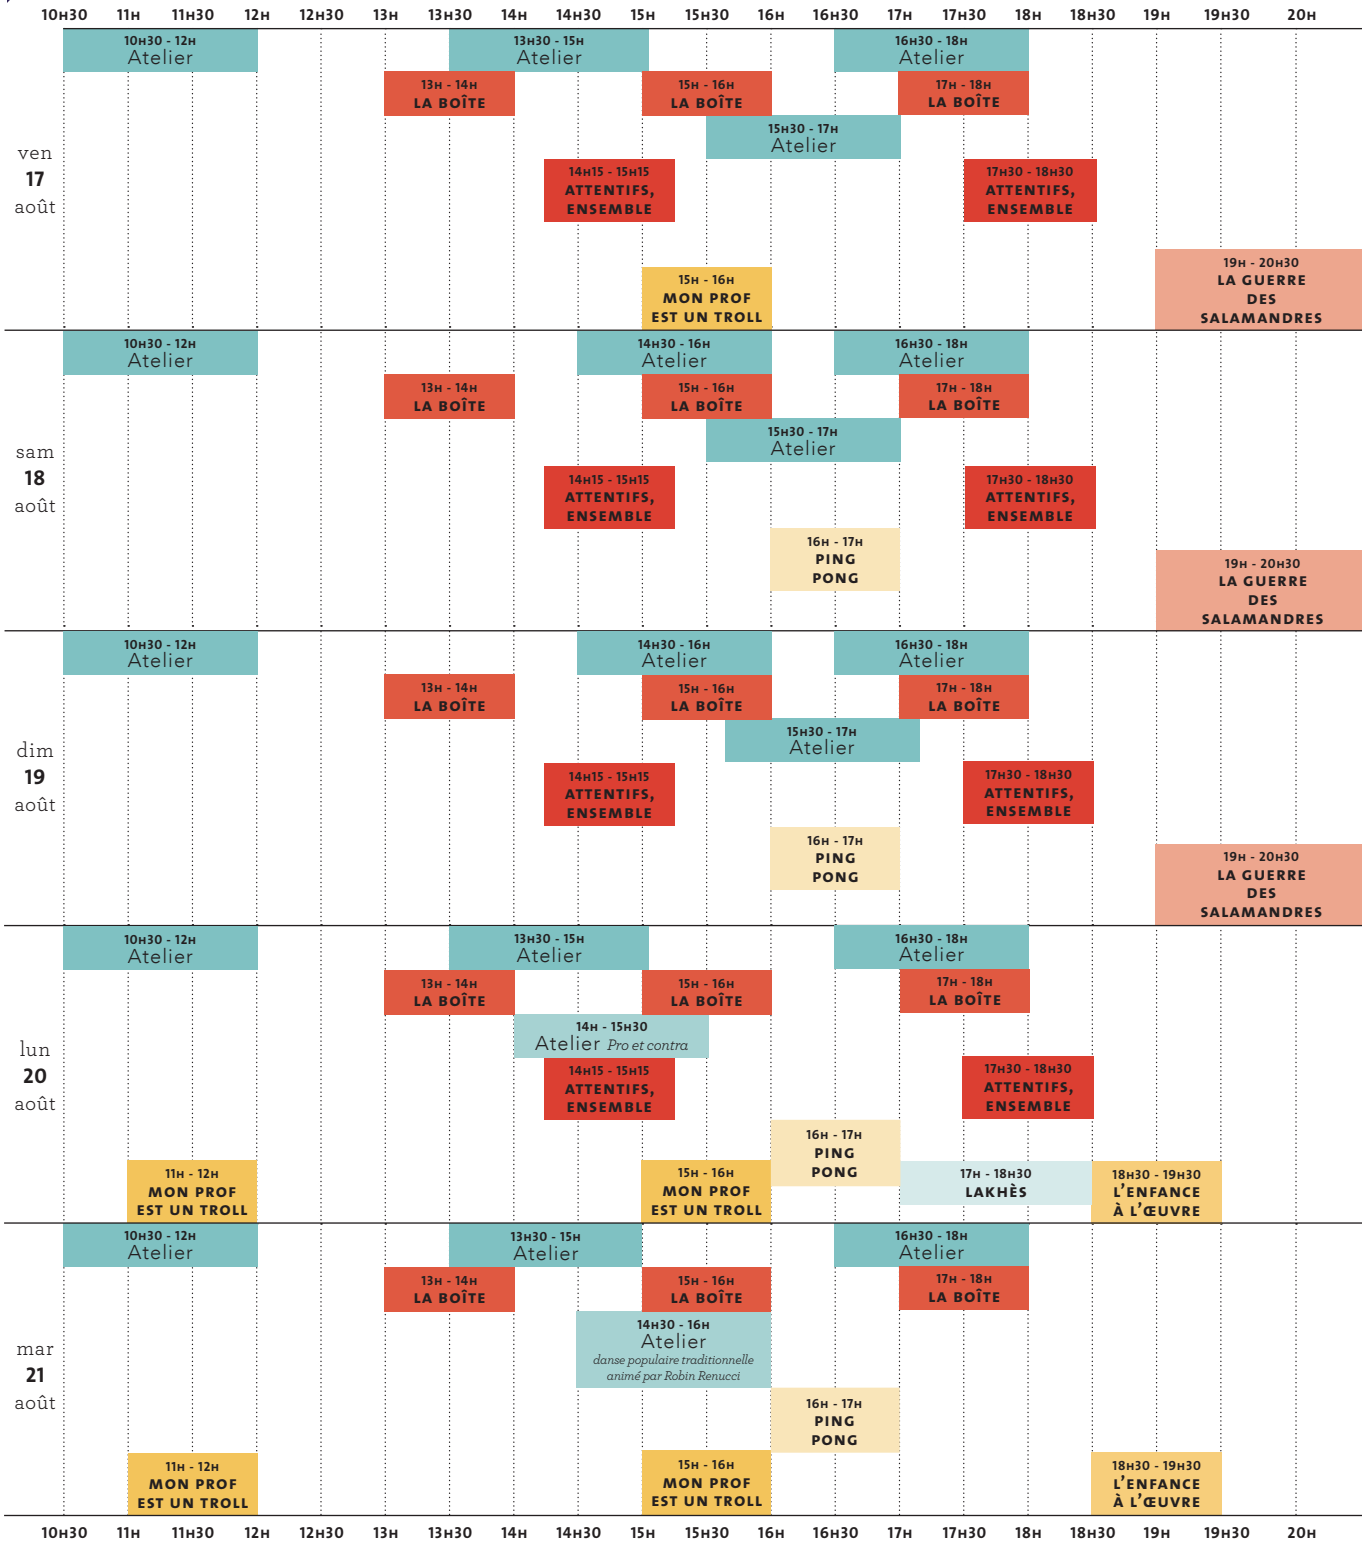 10H30 11H 11H30 12H 12H30 13H 13H30 14H 14H30 15H 15H30 16H 16H30 17H 17H30 18H 18H30 19H 19H30 20H
ven
17
août
10H30 - 12H
Atelier
13H30 - 15H
Atelier
16H30 - 18H
Atelier
13H - 14H
LA BOÎTE
15H - 16H
LA BOÎTE
17H - 18H
LA BOÎTE
15H30 - 17H
Atelier
14H15 - 15H15
ATTENTIFS,
ENSEMBLE
17H30 - 18H30
ATTENTIFS,
ENSEMBLE
15H - 16H
MON PROF
EST UN TROLL
19H - 20H30
LA GUERRE
DES
SALAMANDRES
sam
18
août
10H30 - 12H
Atelier
14H30 - 16H
Atelier
16H30 - 18H
Atelier
13H - 14H
LA BOÎTE
15H - 16H
LA BOÎTE
17H - 18H
LA BOÎTE
15H30 - 17H
Atelier
14H15 - 15H15
ATTENTIFS,
ENSEMBLE
17H30 - 18H30
ATTENTIFS,
ENSEMBLE
16H - 17H
PING
PONG
19H - 20H30
LA GUERRE
DES
SALAMANDRES
dim
19
août
10H30 - 12H
Atelier
14H30 - 16H
Atelier
16H30 - 18H
Atelier
13H - 14H
LA BOÎTE
15H - 16H
LA BOÎTE
17H - 18H
LA BOÎTE
15H30 - 17H
Atelier
14H15 - 15H15
ATTENTIFS,
ENSEMBLE
17H30 - 18H30
ATTENTIFS,
ENSEMBLE
16H - 17H
PING
PONG
19H - 20H30
LA GUERRE
DES
SALAMANDRES
lun
20
août
10H30 - 12H
Atelier
13H30 - 15H
Atelier
16H30 - 18H
Atelier
13H - 14H
LA BOÎTE
15H - 16H
LA BOÎTE
17H - 18H
LA BOÎTE
14H - 15H30
Atelier Pro et contra
14H15 - 15H15
ATTENTIFS,
ENSEMBLE
17H30 - 18H30
ATTENTIFS,
ENSEMBLE
16H - 17H
PING
PONG
11H - 12H
MON PROF
EST UN TROLL
15H - 16H
MON PROF
EST UN TROLL
17H - 18H30
LAKHÈS
18H30 - 19H30
L'ENFANCE
À L'ŒUVRE
mar
21
août
10H30 - 12H
Atelier
13H30 - 15H
Atelier
16H30 - 18H
Atelier
13H - 14H
LA BOÎTE
15H - 16H
LA BOÎTE
17H - 18H
LA BOÎTE
14H30 - 16H
Atelier
danse populaire traditionnelle
animé par Robin Renucci
16H - 17H
PING
PONG
11H - 12H
MON PROF
EST UN TROLL
15H - 16H
MON PROF
EST UN TROLL
18H30 - 19H30
L'ENFANCE
À L'ŒUVRE
10H30 11H 11H30 12H 12H30 13H 13H30 14H 14H30 15H 15H30 16H 16H30 17H 17H30 18H 18H30 19H 19H30 20H